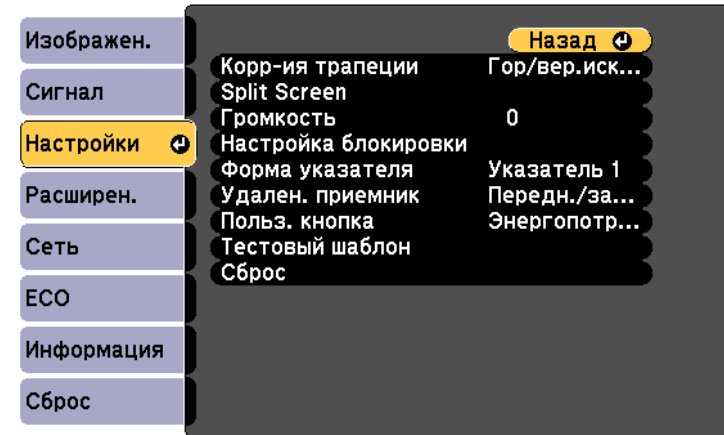 Изображен.
Сигнал
Настройки
Расширен.
Сеть
ECO
Информация
Сброс
Назад
Корр-ия трапеции Гор/вер.иск...
Split Screen
Громкость 0
Настройка блокировки
Форма указателя Указатель 1
Удален. приемник Передн./за...
Польз. кнопка Энергопотр...
Тестовый шаблон
Сброс